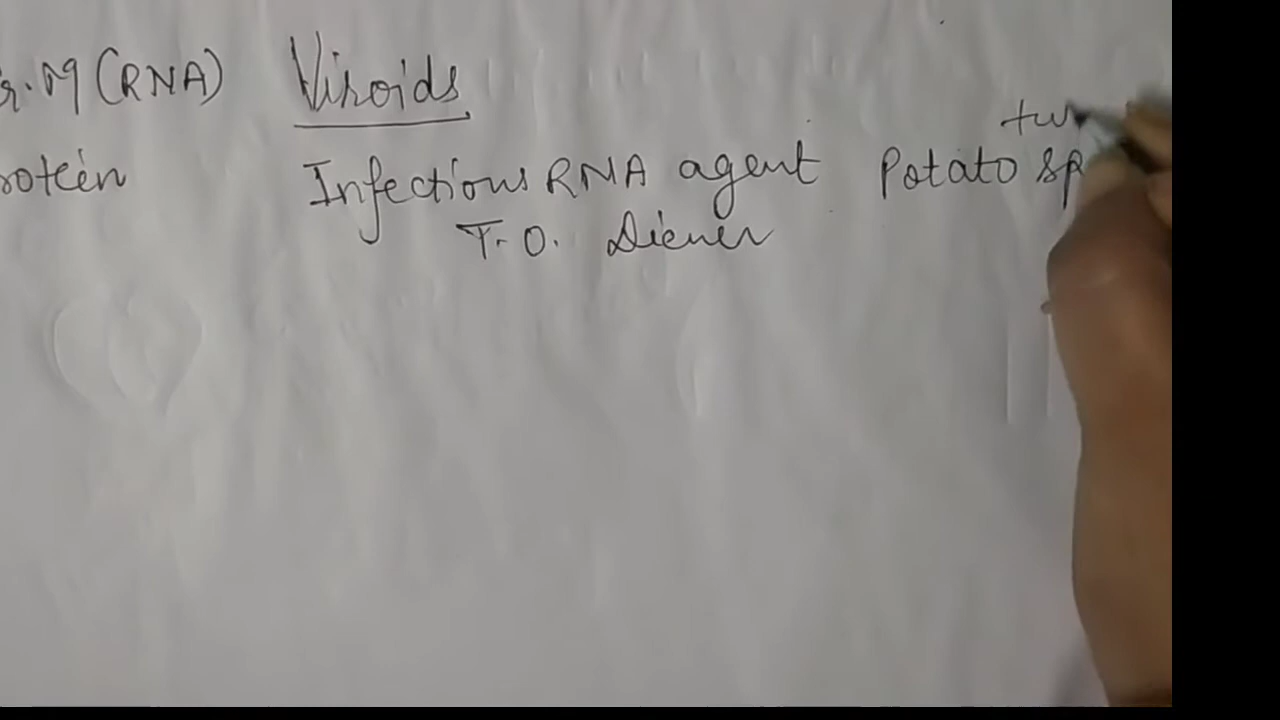 (RNA) Viroids
rotein Infectious RNA agent Potato sp
T.O. Diener